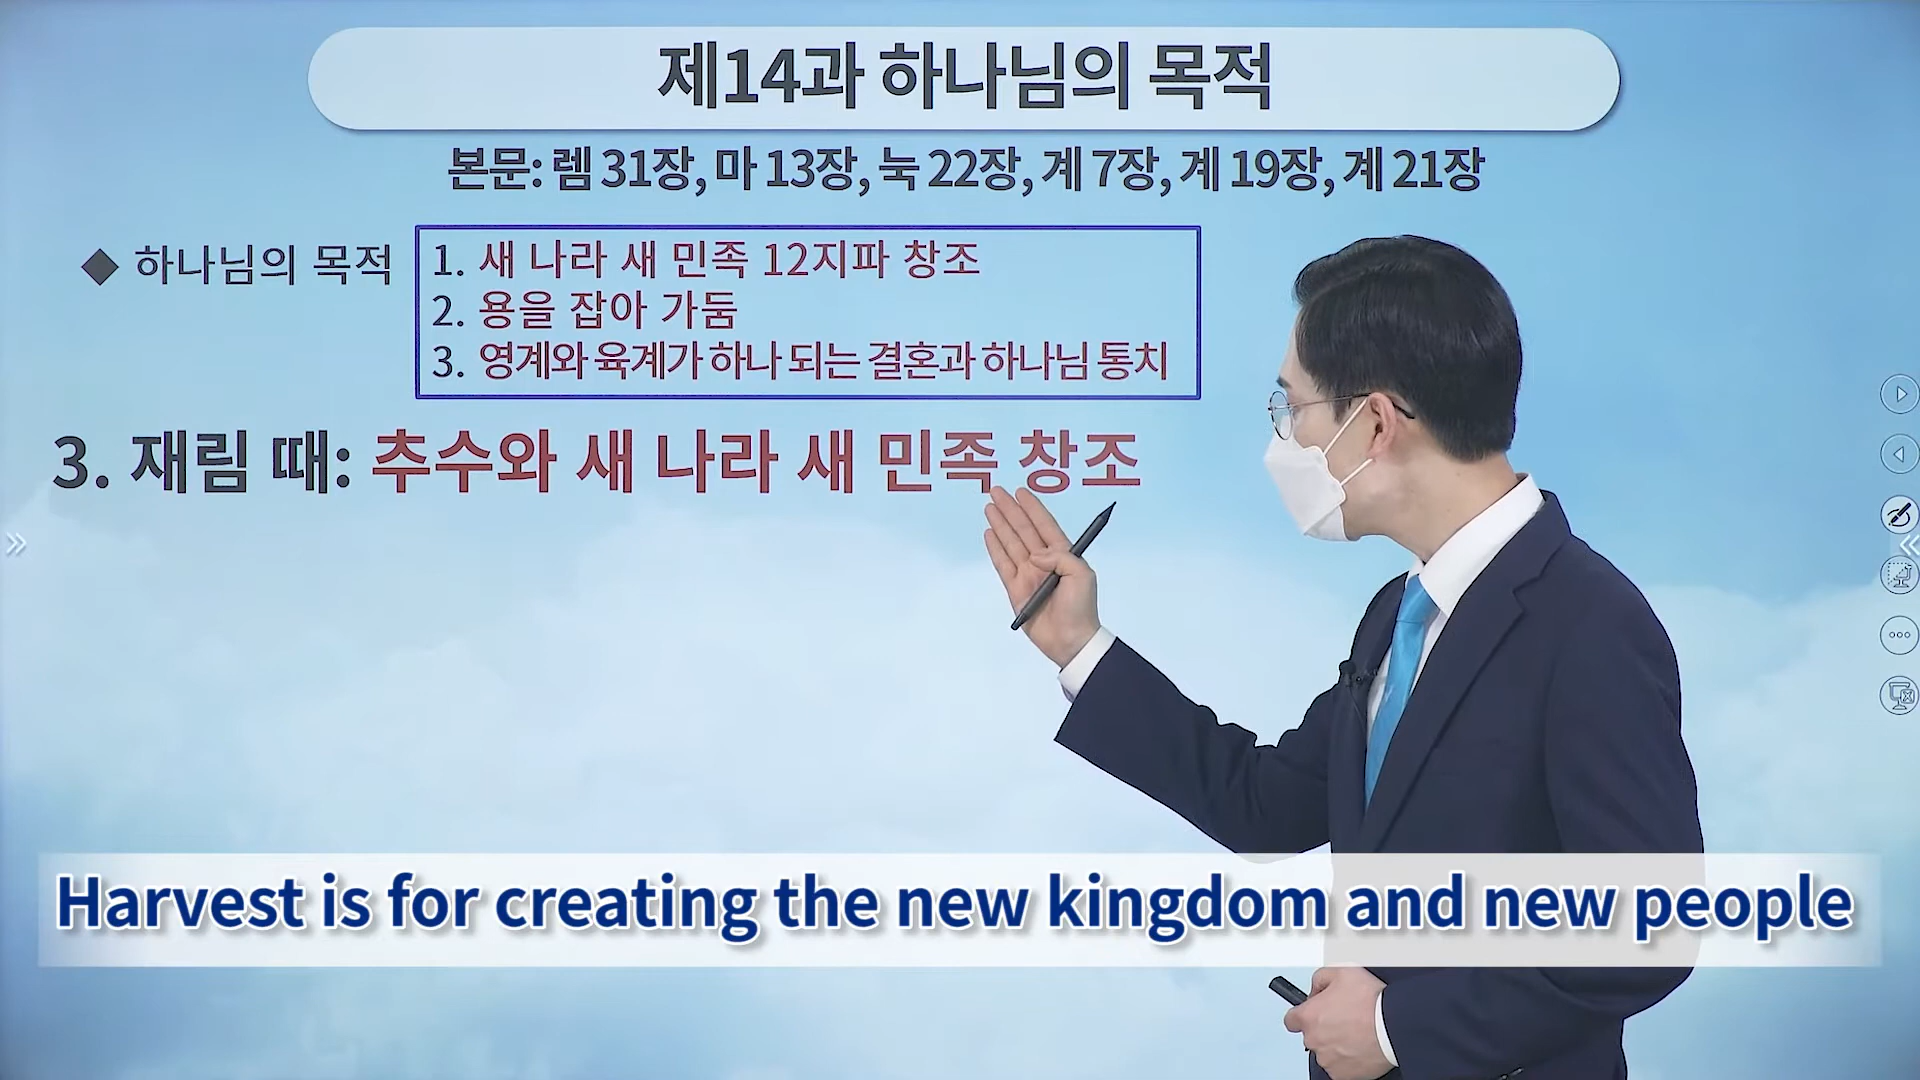 제14과 하나님의 목적
본문: 렘 31장, 마 13장, 눅 22장, 계 7장, 계 19장, 계 21장
◆ 하나님의 목적
1. 새 나라 새 민족 12지파 창조
2. 용을 잡아 가둠
3. 영계와 육계가 하나 되는 결혼과 하나님 통치
3. 재림 때: 추수와 새 나라 새 민족 창조
Harvest is for creating the new kingdom and new people